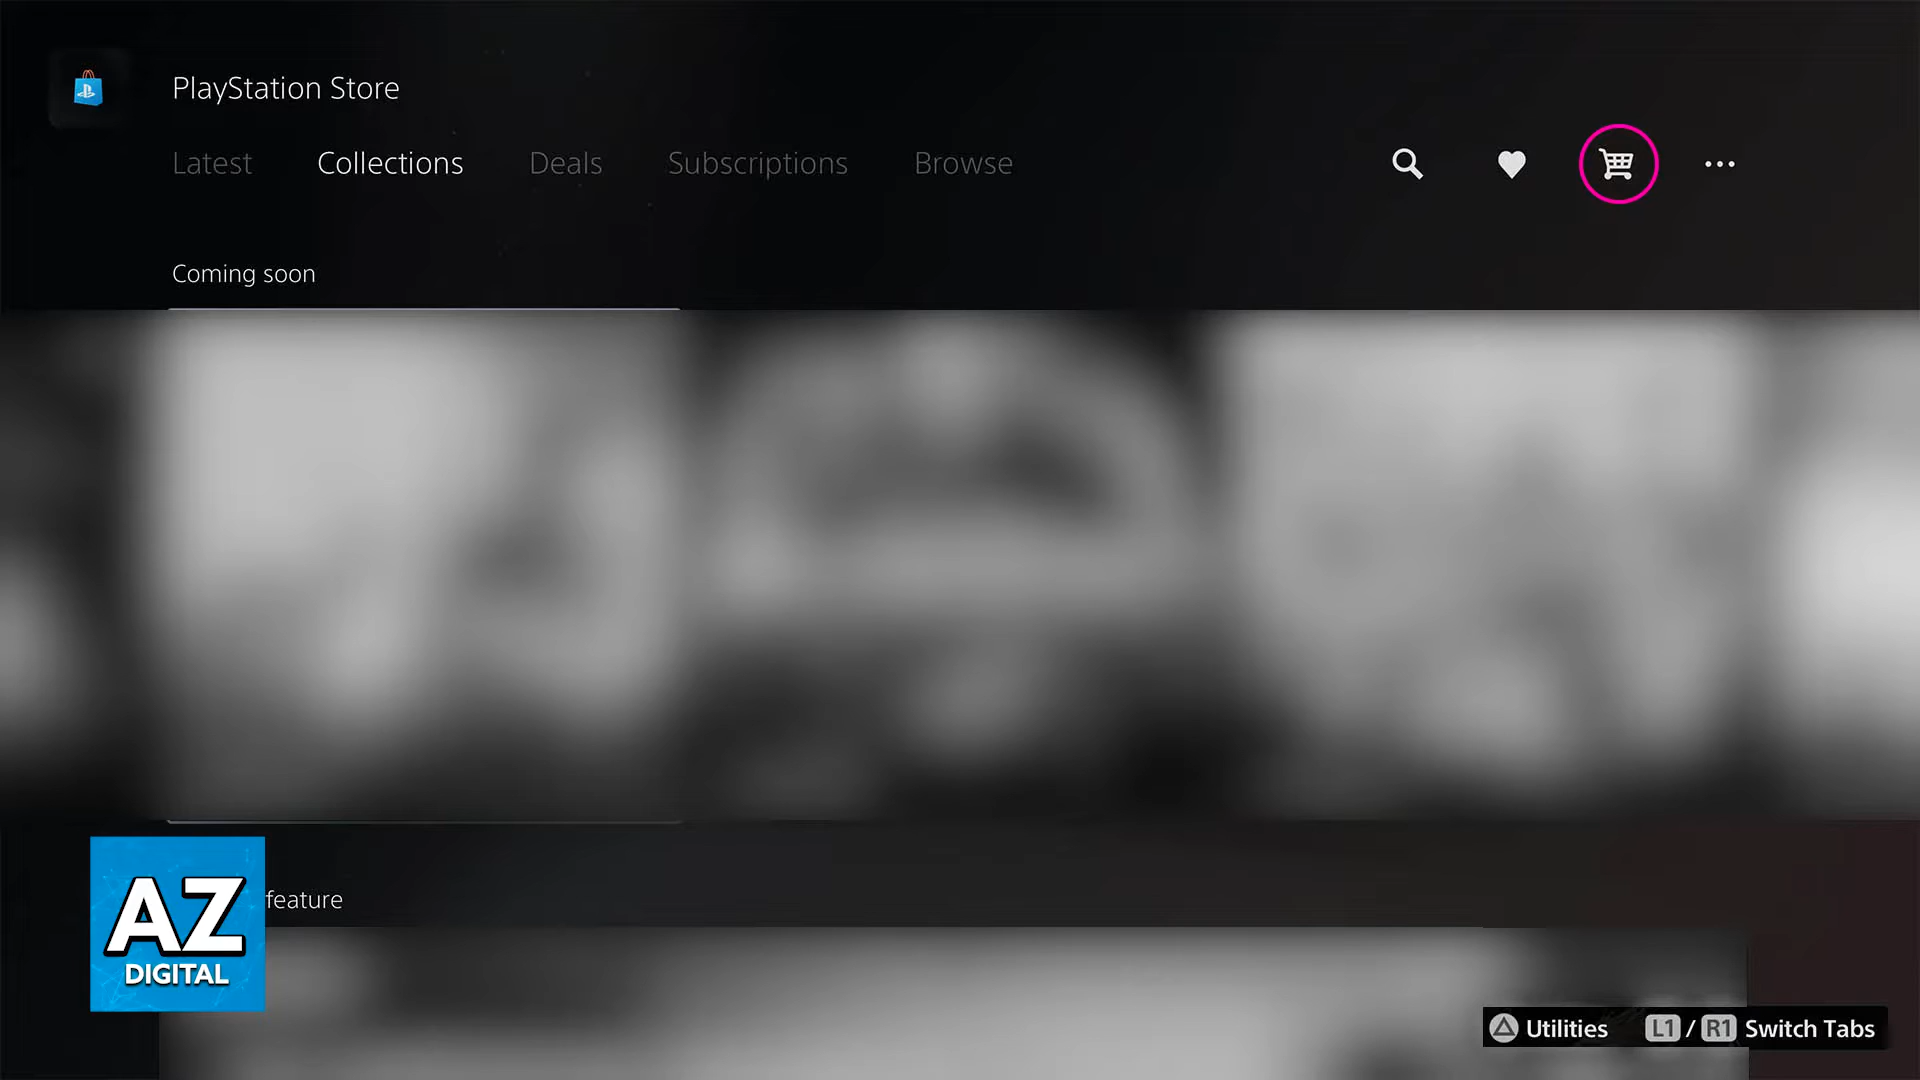 PlayStation Store
Latest Collections Deals Subscriptions Browse
Coming soon
feature
AZ
DIGITAL
Utilities L1 / R1 Switch Tabs